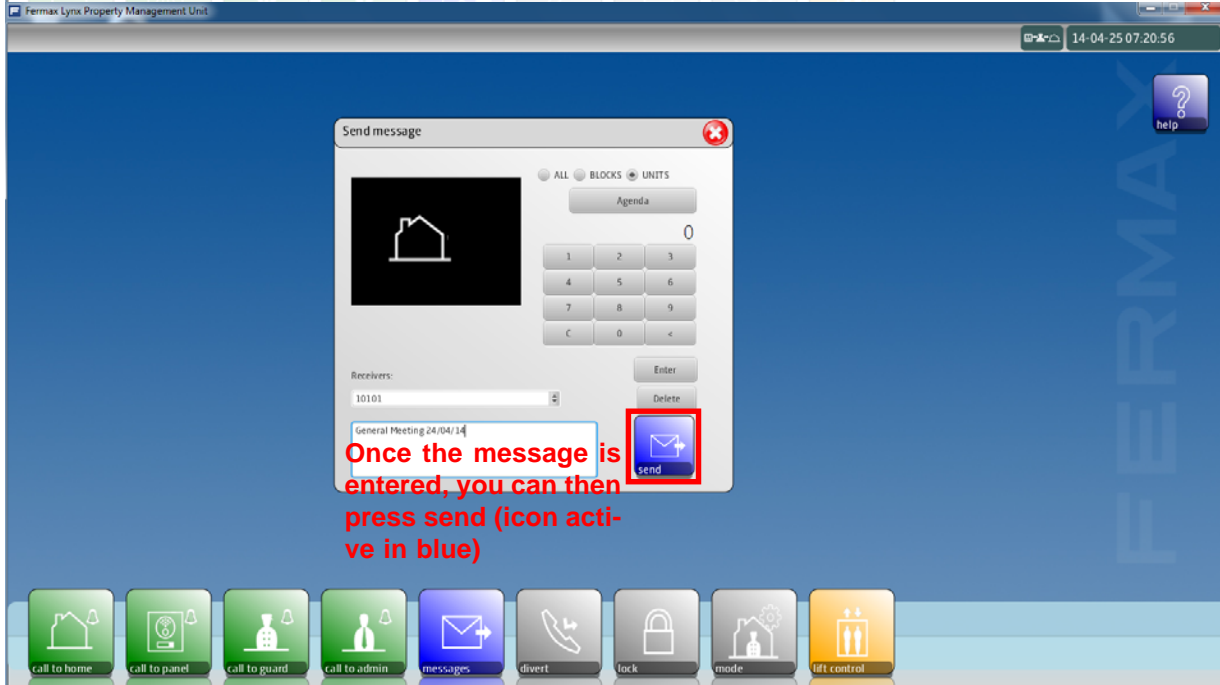 Fermax Lynx Property Management Unit
14-04-25 07:20:56
help
Send message
ALL BLOCKS UNITS
Agenda
0
1 2 3
4 5 6
7 8 9
C 0 <
Enter
Receivers:
10101
Delete
General Meeting 24/04/14
Once the message is
entered, you can then
press send (icon acti-
ve in blue)
send
FERMAX
call to home call to panel call to guard call to admin messages divert lock mode lift control